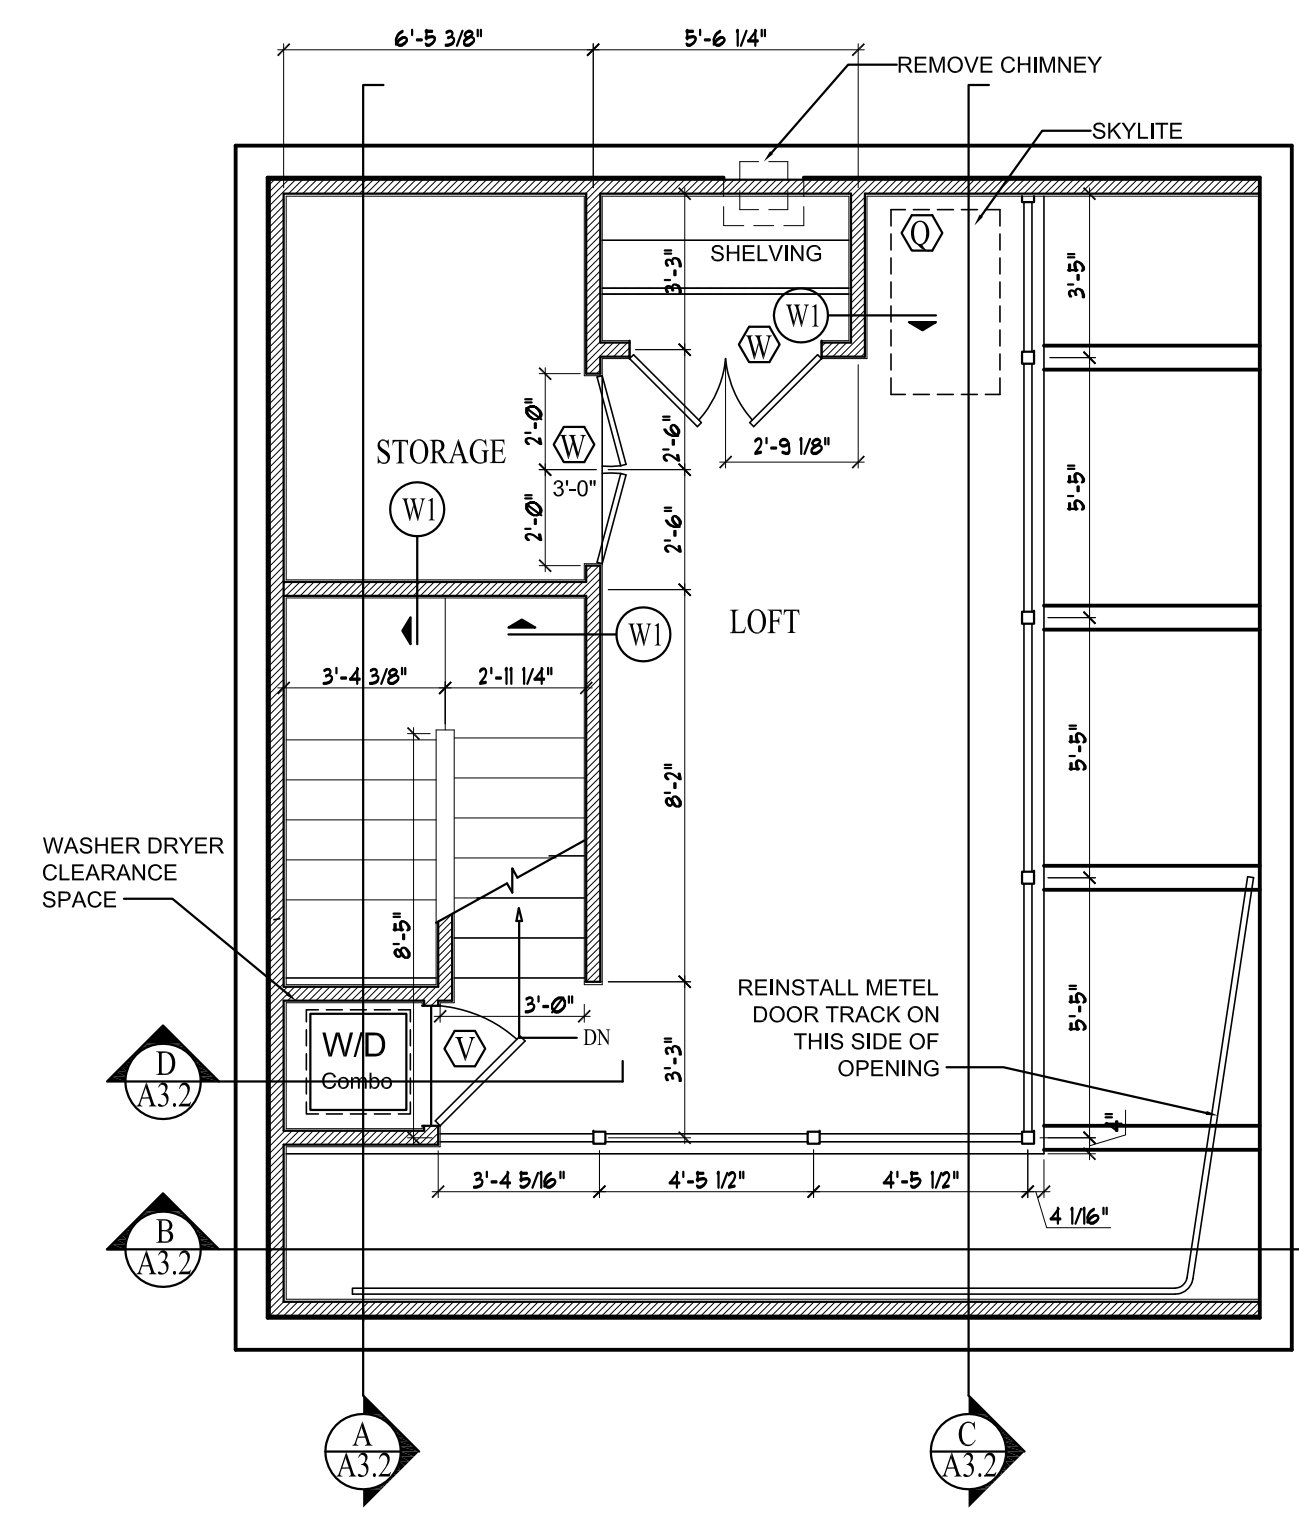 6'-5 3/8"
5'-6 1/4"
REMOVE CHIMNEY
SKYLITE
Q
SHELVING
3'-3"
3'-5"
W1
W
2'-0"
2'-6"
2'-9 1/8"
STORAGE
W
3'-0"
5'-5"
W1
2'-0"
2'-6"
LOFT
W1
3'-4 3/8"
2'-11 1/4"
5'-5"
8'-2"
WASHER DRYER
CLEARANCE
SPACE
8'-5"
REINSTALL METEL
DOOR TRACK ON
THIS SIDE OF
OPENING
3'-0"
5'-5"
DN
W/D
Combo
V
3'-3"
D
A3.2
4"
3'-4 5/16"
4'-5 1/2"
4'-5 1/2"
4 1/16"
B
A3.2
A
A3.2
C
A3.2